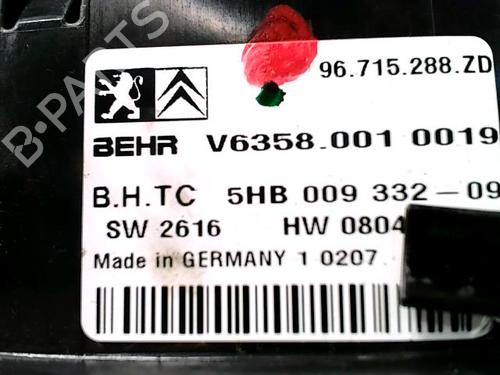 96.715.288.ZD
BEHR V6358.001 0019
B.H.TC 5HB 009 332-09
SW 2616 HW 0804
Made in GERMANY 1 0207
B-PARTS